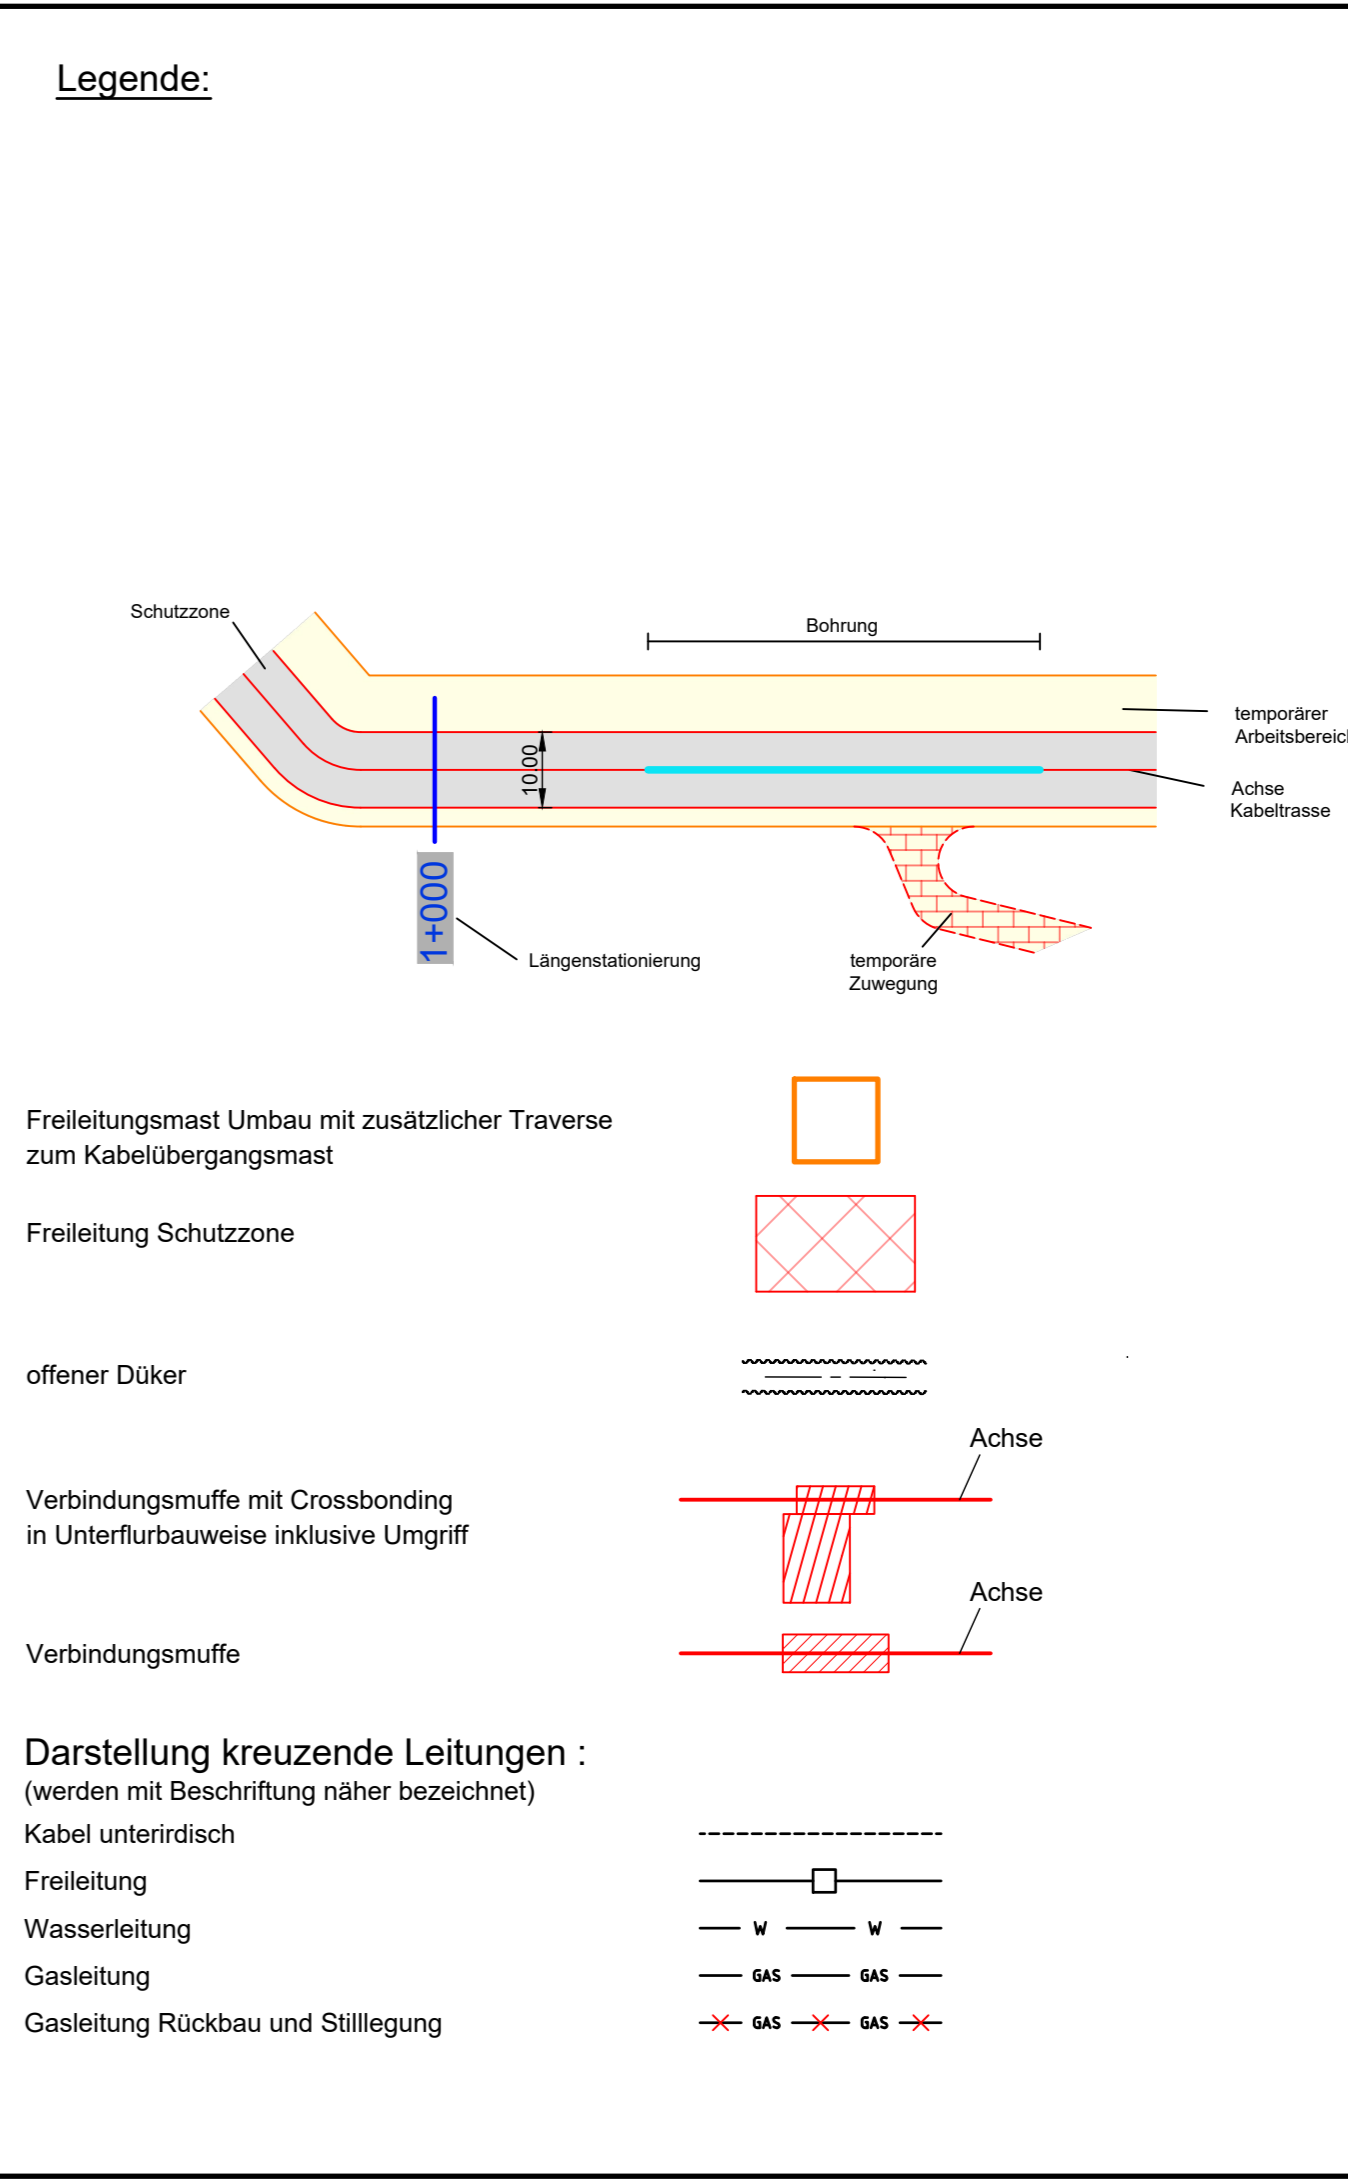 Legende:
Schutzzone
Bohrung
temporärer
Arbeitsbereich
10.00
Achse
Kabeltrasse
1+000
Längenstationierung
temporäre
Zuwegung
Freileitungsmast Umbau mit zusätzlicher Traverse
zum Kabelübergangsmast
Freileitung Schutzzone
offener Düker
Achse
Verbindungsmuffe mit Crossbonding
in Unterflurbauweise inklusive Umgriff
Achse
Verbindungsmuffe
Darstellung kreuzende Leitungen :
(werden mit Beschriftung näher bezeichnet)
Kabel unterirdisch
Freileitung
Wasserleitung W W
Gasleitung GAS GAS
Gasleitung Rückbau und Stilllegung GAS GAS